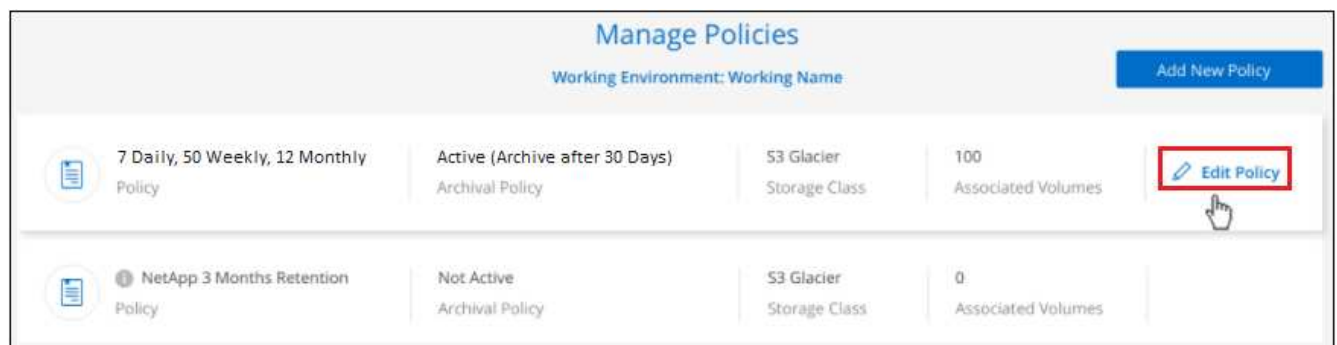 Manage Policies
Working Environment: Working Name
Add New Policy
7 Daily, 50 Weekly, 12 Monthly
Policy
Active (Archive after 30 Days)
Archival Policy
S3 Glacier
Storage Class
100
Associated Volumes
Edit Policy
NetApp 3 Months Retention
Policy
Not Active
Archival Policy
S3 Glacier
Storage Class
0
Associated Volumes